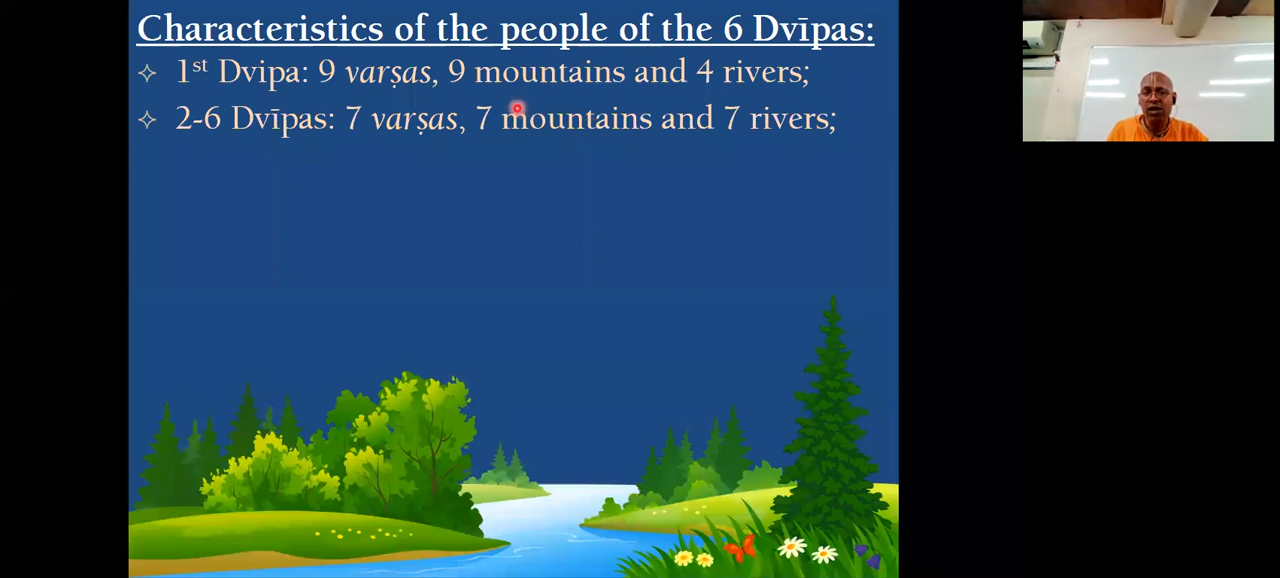 Characteristics of the people of the 6 Dvīpas:
✧ 1st Dvipa: 9 varṣas, 9 mountains and 4 rivers;
✧ 2-6 Dvīpas: 7 varṣas, 7 mountains and 7 rivers;